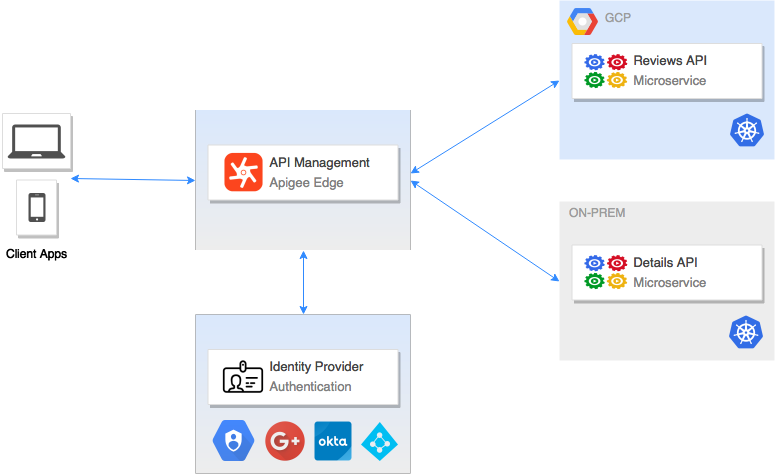 GCP
Reviews API
Microservice
API Management
Apigee Edge
Client Apps
ON-PREM
Details API
Microservice
Identity Provider
Authentication
G+
okta